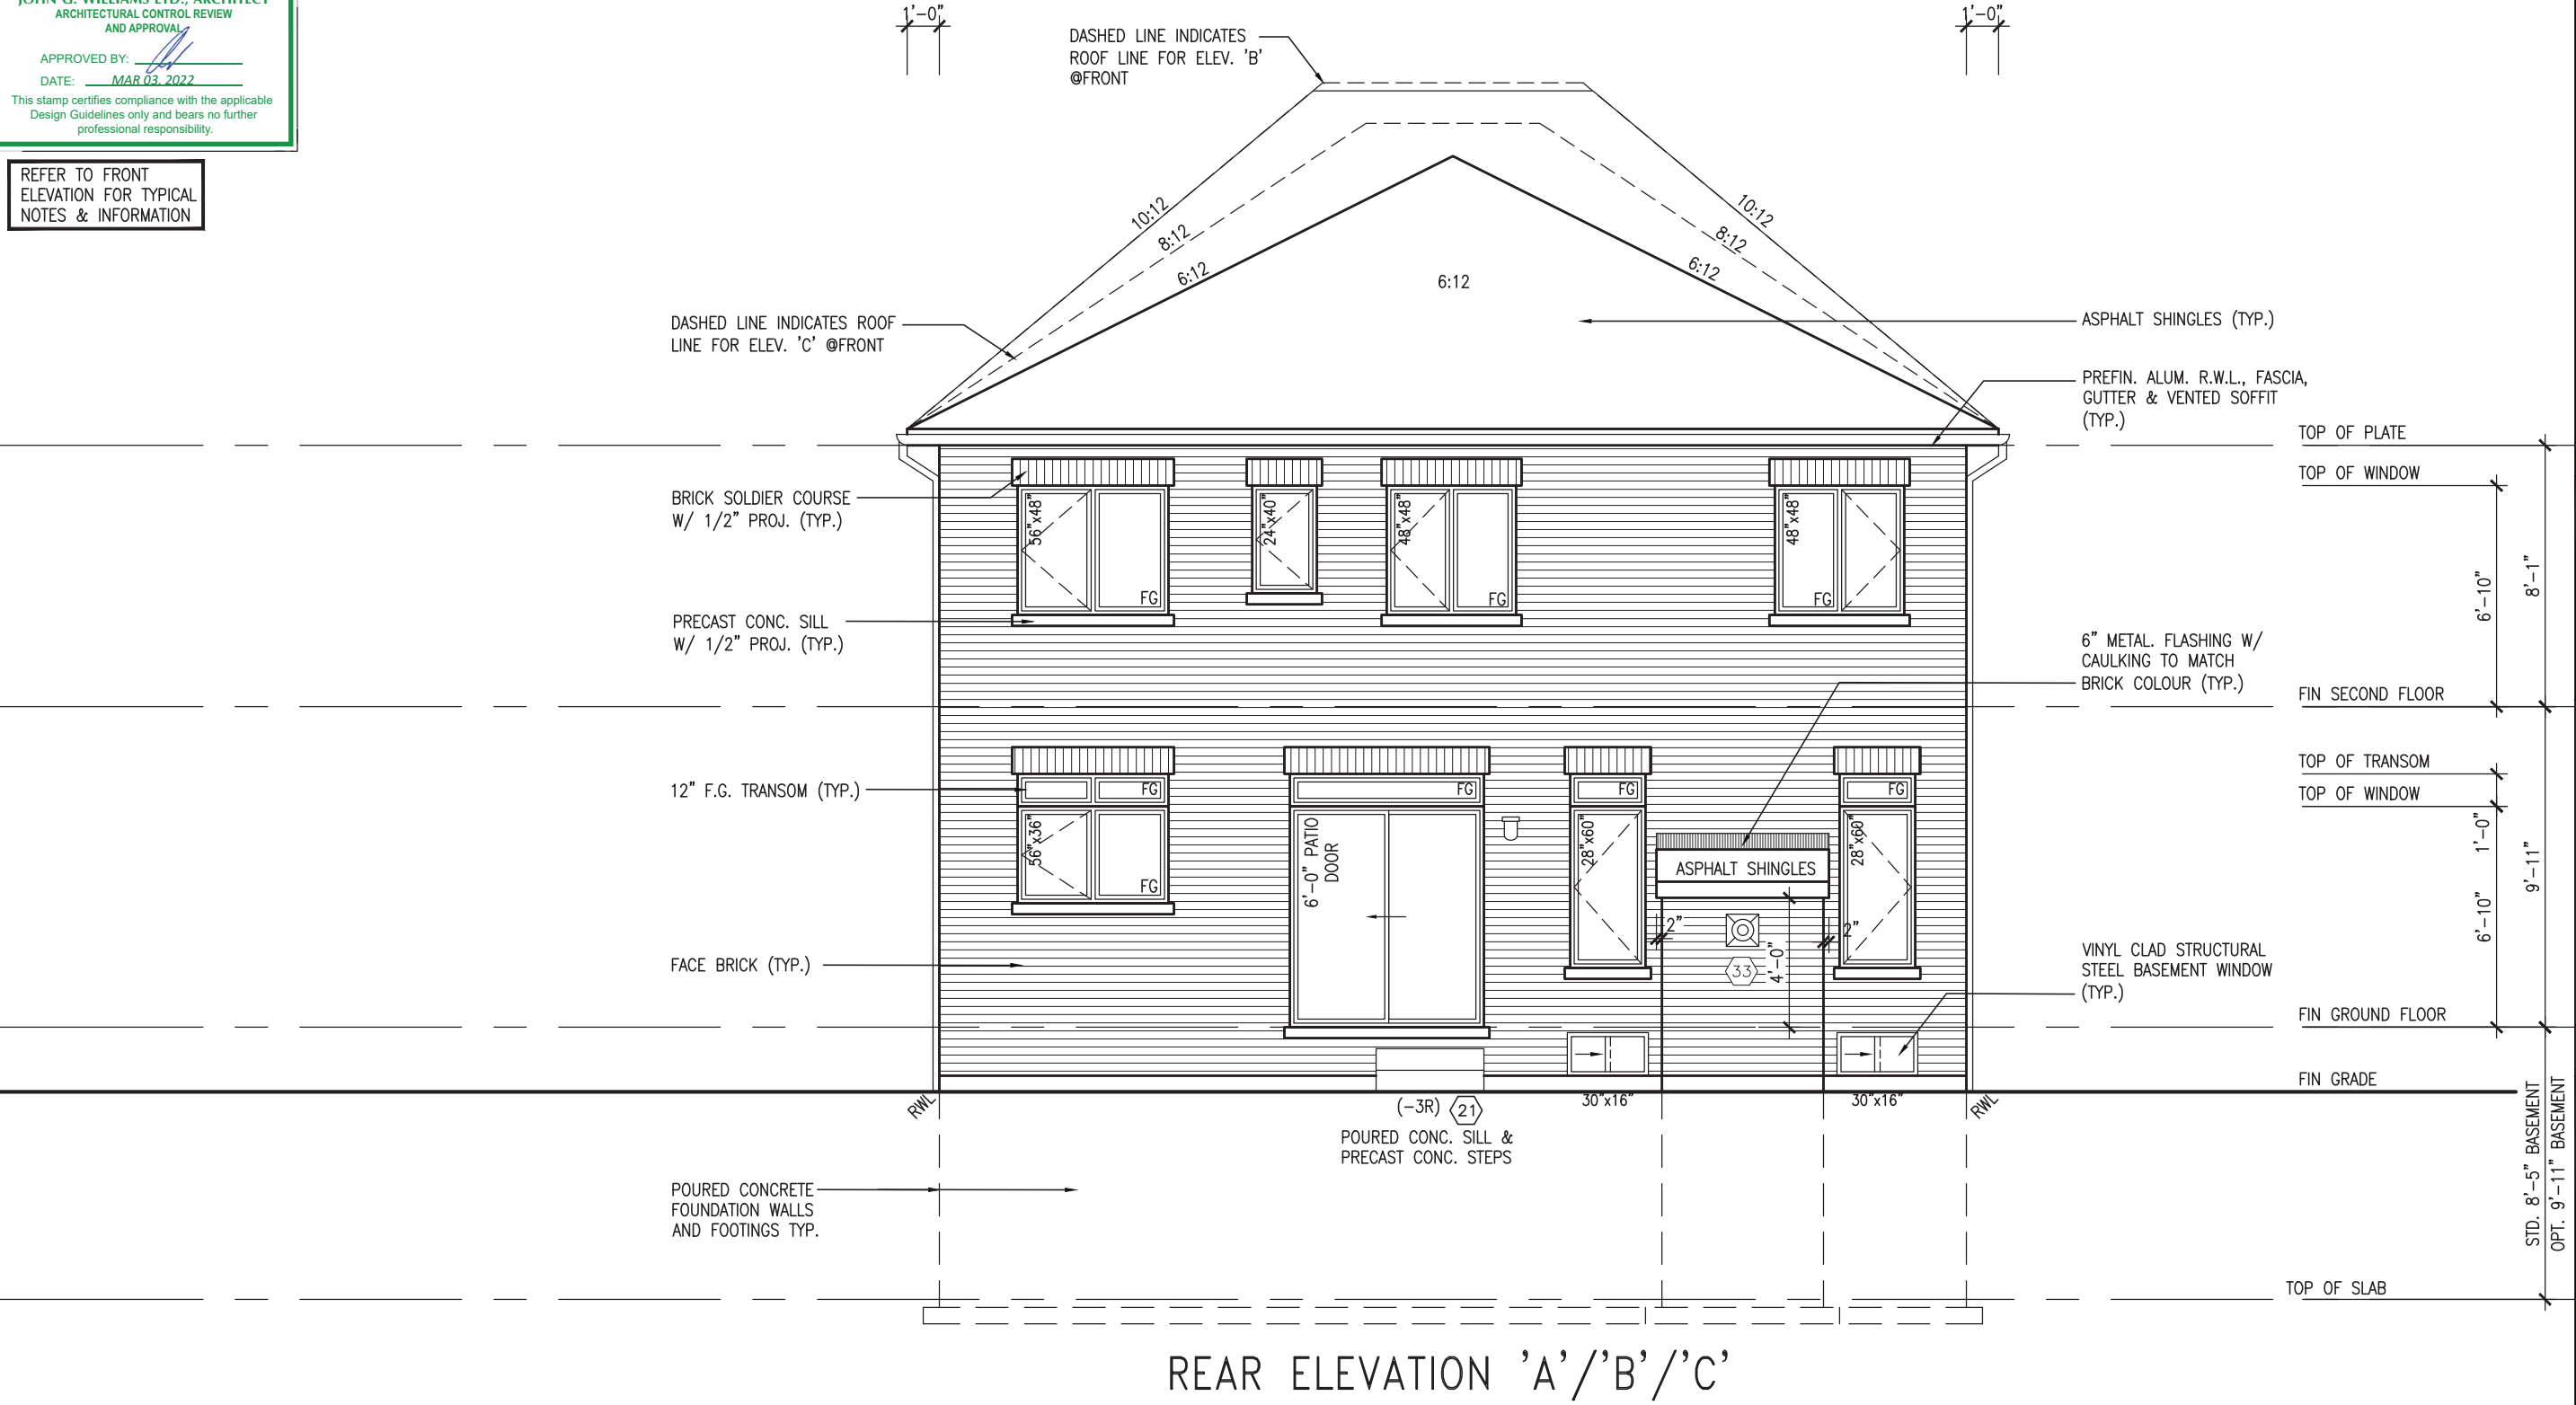 JOHN G. WILLIAMS LTD., ARCHITECT
ARCHITECTURAL CONTROL REVIEW
AND APPROVAL
APPROVED BY:
DATE: MAR 03, 2022
This stamp certifies compliance with the applicable
Design Guidelines only and bears no further
professional responsibility.
REFER TO FRONT
ELEVATION FOR TYPICAL
NOTES & INFORMATION
1'-0"
1'-0"
DASHED LINE INDICATES
ROOF LINE FOR ELEV. 'B'
@FRONT
10:12
8:12
6:12
6:12
10:12
8:12
6:12
DASHED LINE INDICATES ROOF
LINE FOR ELEV. 'C' @FRONT
BRICK SOLDIER COURSE
W/ 1/2" PROJ. (TYP.)
PRECAST CONC. SILL
W/ 1/2" PROJ. (TYP.)
12" F.G. TRANSOM (TYP.)
FACE BRICK (TYP.)
POURED CONCRETE
FOUNDATION WALLS
AND FOOTINGS TYP.
56"x48"
FG
24"x40"
48"x48"
FG
48"x48"
FG
FG
56"x36"
FG
FG
6'-0" PATIO
DOOR
FG
28"x60"
FG
28"x60"
ASPHALT SHINGLES
2"
2"
4'-0"
33
RWL
(-3R) 21
POURED CONC. SILL &
PRECAST CONC. STEPS
30"x16"
30"x16"
RWL
ASPHALT SHINGLES (TYP.)
PREFIN. ALUM. R.W.L., FASCIA,
GUTTER & VENTED SOFFIT
(TYP.)
6" METAL. FLASHING W/
CAULKING TO MATCH
BRICK COLOUR (TYP.)
VINYL CLAD STRUCTURAL
STEEL BASEMENT WINDOW
(TYP.)
TOP OF PLATE
TOP OF WINDOW
FIN SECOND FLOOR
TOP OF TRANSOM
TOP OF WINDOW
FIN GROUND FLOOR
FIN GRADE
TOP OF SLAB
6'-10"
8'-1"
1'-0"
6'-10"
9'-11"
STD. 8'-5" BASEMENT
OPT. 9'-11" BASEMENT
REAR ELEVATION 'A'/'B'/'C'